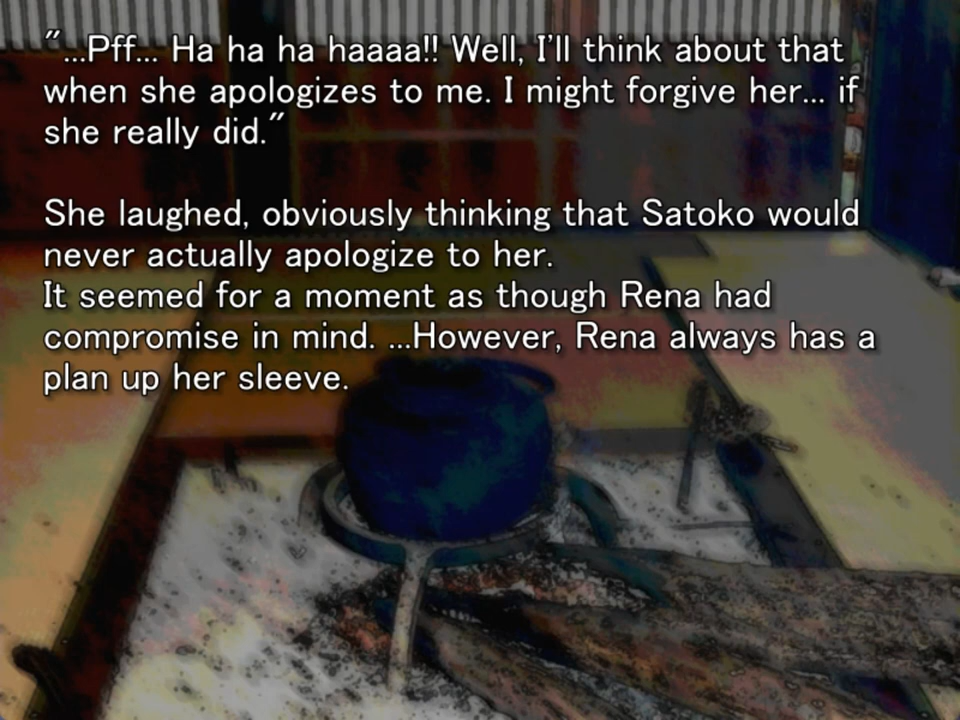 "...Pff... Ha ha ha haaaa!! Well, I'll think about that
when she apologizes to me. I might forgive her... if
she really did."
She laughed, obviously thinking that Satoko would
never actually apologize to her.
It seemed for a moment as though Rena had
compromise in mind. ...However, Rena always has a
plan up her sleeve.